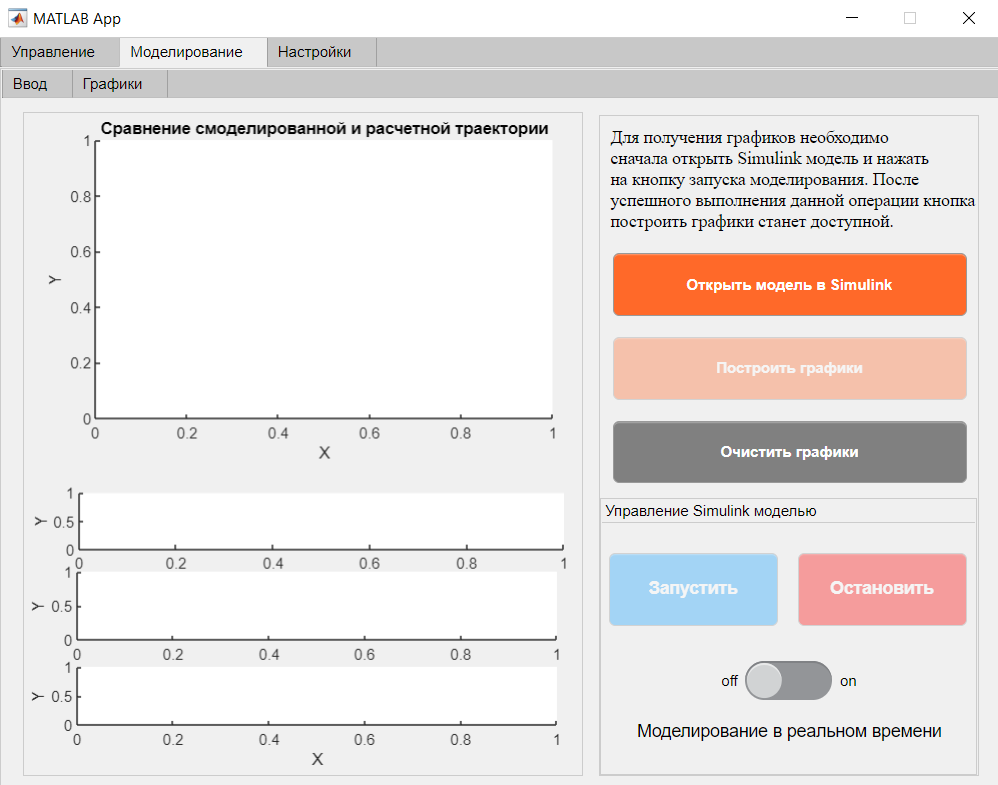 MATLAB App
Управление Моделирование Настройки
Ввод Графики
Сравнение смоделированной и расчетной траектории
1
0.8
0.6
Y
0.4
0.2
0
0 0.2 0.4 0.6 0.8 1
X
1
Y 0.5
0
0 0.2 0.4 0.6 0.8 1
1
Y 0.5
0
0 0.2 0.4 0.6 0.8 1
1
Y 0.5
0
0 0.2 0.4 0.6 0.8 1
X
Для получения графиков необходимо
сначала открыть Simulink модель и нажать
на кнопку запуска моделирования. После
успешного выполнения данной операции кнопка
построить графики станет доступной.
Открыть модель в Simulink
Построить графики
Очистить графики
Управление Simulink моделью
Запустить Остановить
off on
Моделирование в реальном времени